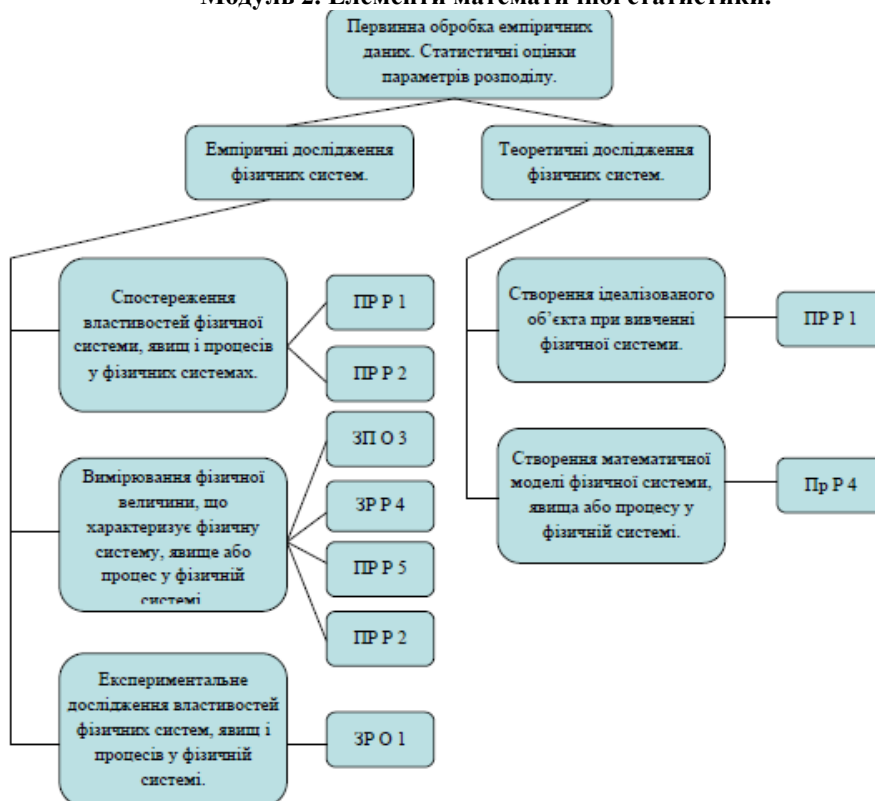 Модуль 2. Елементи математичної статистики.
Первинна обробка емпіричних
даних. Статистичні оцінки
параметрів розподілу.
Емпіричні дослідження
фізичних систем.
Теоретичні дослідження
фізичних систем.
Спостереження
властивостей фізичної
системи, явищ і процесів
у фізичних системах.
ПР Р 1
ПР Р 2
Вимірювання фізичної
величини, що
характеризує фізичну
систему, явище або
процес у фізичній
системі
ЗП О 3
ЗР Р 4
ПР Р 5
ПР Р 2
Експериментальне
дослідження властивостей
фізичних систем, явищ і
процесів у фізичній
системі.
ЗР О 1
Створення ідеалізованого
об’єкта при вивченні
фізичної системи.
ПР Р 1
Створення математичної
моделі фізичної системи,
явища або процесу у
фізичній системі.
Пр Р 4